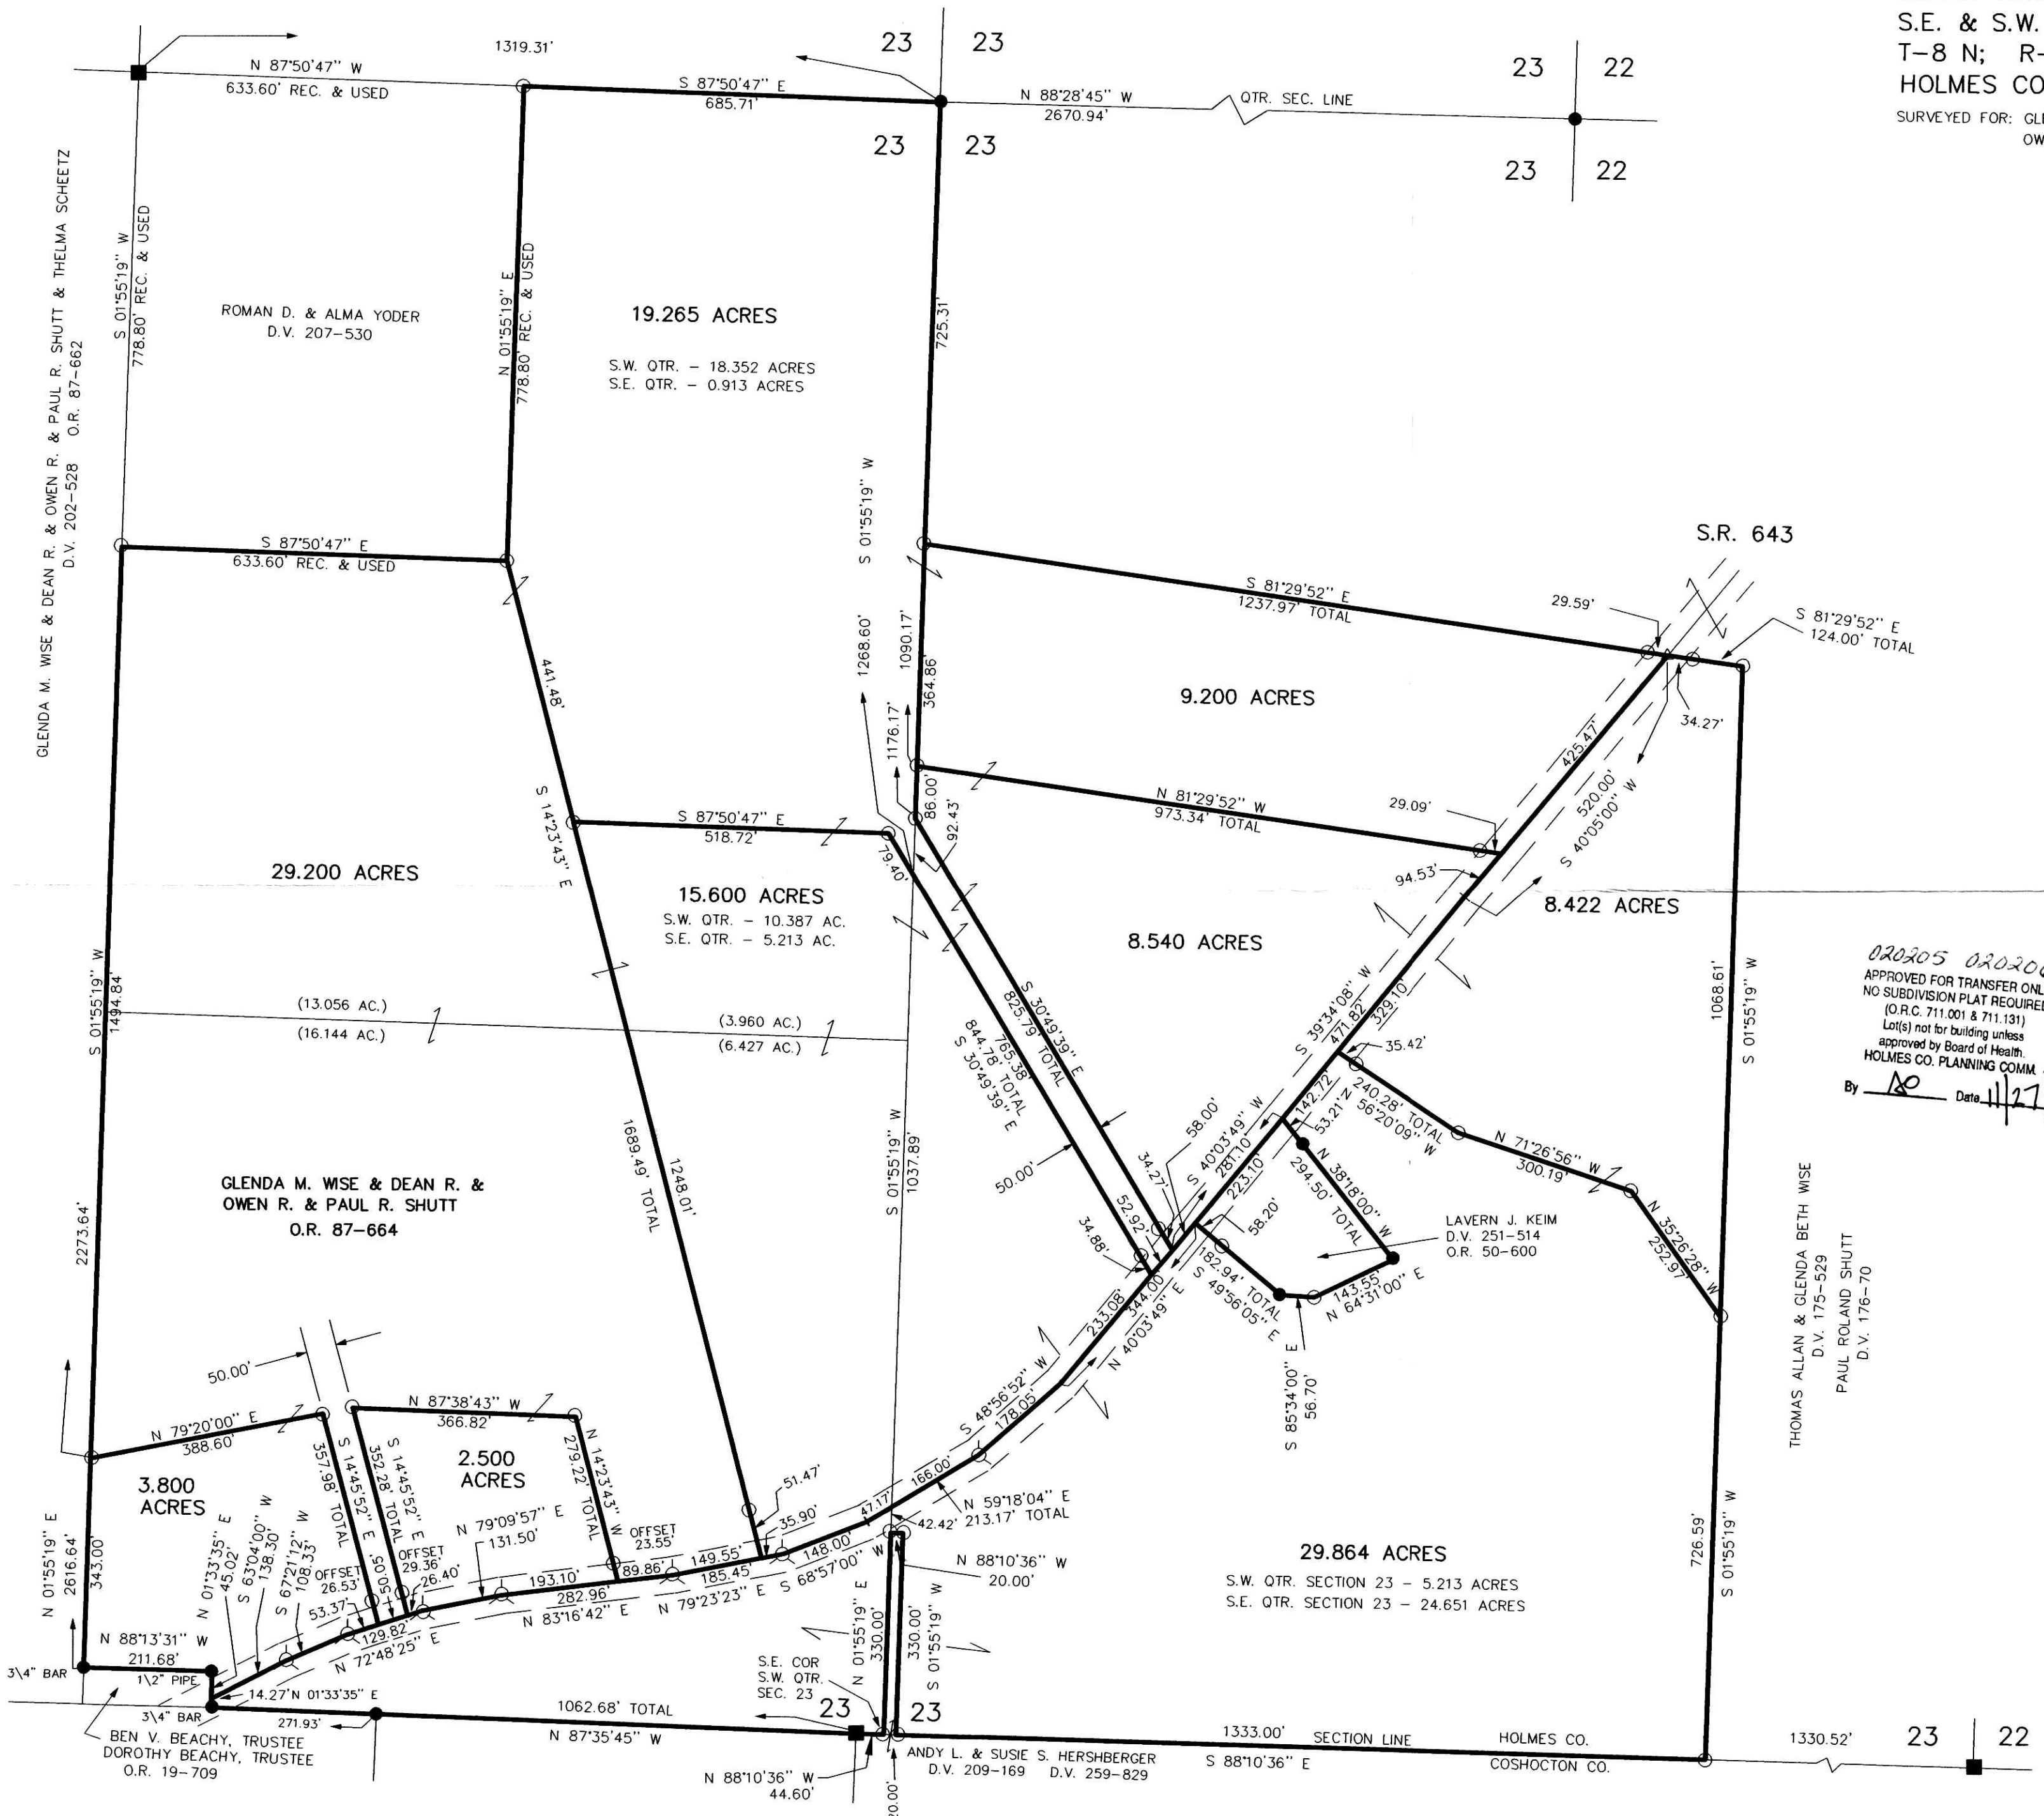 S.E. & S.W.
T-8 N; R-
HOLMES CO
SURVEYED FOR: GL
OW
1319.31'
N 87°50'47" W
633.60' REC. & USED
S 87°50'47" E
685.71'
23 23
23 23
N 88°28'45" W
2670.94'
QTR. SEC. LINE
23 22
23 22
GLENDA M. WISE & DEAN R. & OWEN R. & PAUL R. SHUTT & THELMA SCHEETZ
D.V. 202-528 O.R. 87-662
S 01°55'19" W
778.80' REC. & USED
ROMAN D. & ALMA YODER
D.V. 207-530
N 01°55'19" E
778.80' REC. & USED
19.265 ACRES
S.W. QTR. - 18.352 ACRES
S.E. QTR. - 0.913 ACRES
725.31'
S 01°55'19" W
S 87°50'47" E
633.60' REC. & USED
S.R. 643
S 81°29'52" E
1237.97' TOTAL
29.59'
S 81°29'52" E
124.00' TOTAL
34.27'
441.48'
1268.60'
1090.17'
364.86'
1176.17'
86.00'
92.43'
9.200 ACRES
425.47'
520.00'
S 40°05'00" W
N 81°29'52" W
973.34' TOTAL
29.09'
94.53'
S 14°23'43" E
S 87°50'47" E
518.72'
79.40'
29.200 ACRES
15.600 ACRES
S.W. QTR. - 10.387 AC.
S.E. QTR. - 5.213 AC.
8.540 ACRES
8.422 ACRES
S 01°55'19" W
1494.84'
(13.056 AC.)
(16.144 AC.)
(3.960 AC.)
(6.427 AC.)
S 30°49'39" E
825.79' TOTAL
765.38'
844.78' TOTAL
S 30°49'39" E
S 39°34'08" W
471.82'
329.10'
35.42'
1068.61'
S 01°55'19" W
APPROVED FOR TRANSFER ONL
NO SUBDIVISION PLAT REQUIRED
(O.R.C. 711.001 & 711.131)
Lot(s) not for building unless
approved by Board of Health.
HOLMES CO. PLANNING COMM.
By Date 11/27
142.72'
53.21'
240.28' TOTAL
N 56°20'09" W
N 71°26'56" W
300.19'
N 35°26'28" W
252.97'
N 38°18'00" W
294.50' TOTAL
58.00'
S 40°03'49" W
281.10'
223.10'
34.27'
52.92'
50.00'
34.88'
58.20'
182.94' TOTAL
S 49°56'05" E
LAVERN J. KEIM
D.V. 251-514
O.R. 50-600
143.55'
N 64°31'00" E
S 85°34'00" E
56.70'
1689.49' TOTAL
1248.01'
S 01°55'19" W
1037.89'
GLENDA M. WISE & DEAN R. &
OWEN R. & PAUL R. SHUTT
O.R. 87-664
2273.64'
THOMAS ALLAN & GLENDA BETH WISE
D.V. 175-529
PAUL ROLAND SHUTT
D.V. 176-70
233.08'
344.00'
N 40°03'49" E
S 48°56'52" W
178.05'
50.00'
N 79°20'00" E
388.60'
N 87°38'43" W
366.82'
3.800
ACRES
2.500
ACRES
357.98' TOTAL
S 14°45'52" E
352.28' TOTAL
S 14°45'52" E
279.22' TOTAL
N 14°23'43" W
N 79°09'57" E
131.50'
OFFSET
23.55'
51.47'
35.90'
47.17'
166.00'
N 59°18'04" E
213.17' TOTAL
42.42'
N 01°55'19" E
2616.64'
343.00'
N 01°33'35" E
45.02'
S 63°04'00" W
138.30'
S 67°21'12" W
108.33'
OFFSET
26.53'
53.37'
50.05'
OFFSET
29.36'
26.40'
193.10'
282.96'
89.86'
149.55'
185.45'
148.00'
S 68°57'00" W
129.82'
N 72°48'25" E
N 83°16'42" E
N 79°23'23" E
N 88°10'36" W
20.00'
29.864 ACRES
S.W. QTR. SECTION 23 - 5.213 ACRES
S.E. QTR. SECTION 23 - 24.651 ACRES
726.59'
S 01°55'19" W
N 01°55'19" E
330.00'
330.00'
S 01°55'19" W
N 88°13'31" W
211.68'
3\4" BAR
1\2" PIPE
14.27' N 01°33'35" E
3\4" BAR
271.93'
1062.68' TOTAL
N 87°35'45" W
S.E. COR
S.W. QTR.
SEC. 23
23 23
BEN V. BEACHY, TRUSTEE
DOROTHY BEACHY, TRUSTEE
O.R. 19-709
N 88°10'36" W
44.60'
20.00'
ANDY L. & SUSIE S. HERSHBERGER
D.V. 209-169 D.V. 259-829
1333.00' SECTION LINE HOLMES CO.
S 88°10'36" E COSHOCTON CO.
1330.52'
23 22